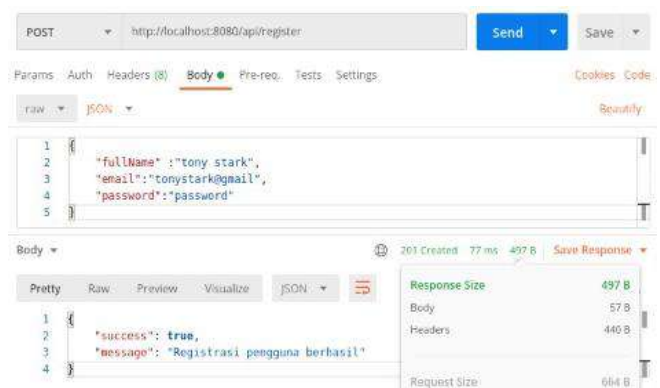 POST http://localhost:8080/api/register Send Save
Params Auth Headers (8) Body Pre-req. Tests Settings Cookies Code
raw JSON Beautify
1 {
2 "fullName" :"tony stark",
3 "email":"tonystark@gmail",
4 "password":"password"
5 }
Body 201 Created 77 ms 497 B Save Response
Pretty Raw Preview Visualize JSON
Response Size 497 B
Body 57 B
Headers 440 B
Request Size 664 B
1 {
2 "success": true,
3 "message": "Registrasi pengguna berhasil"
4 }